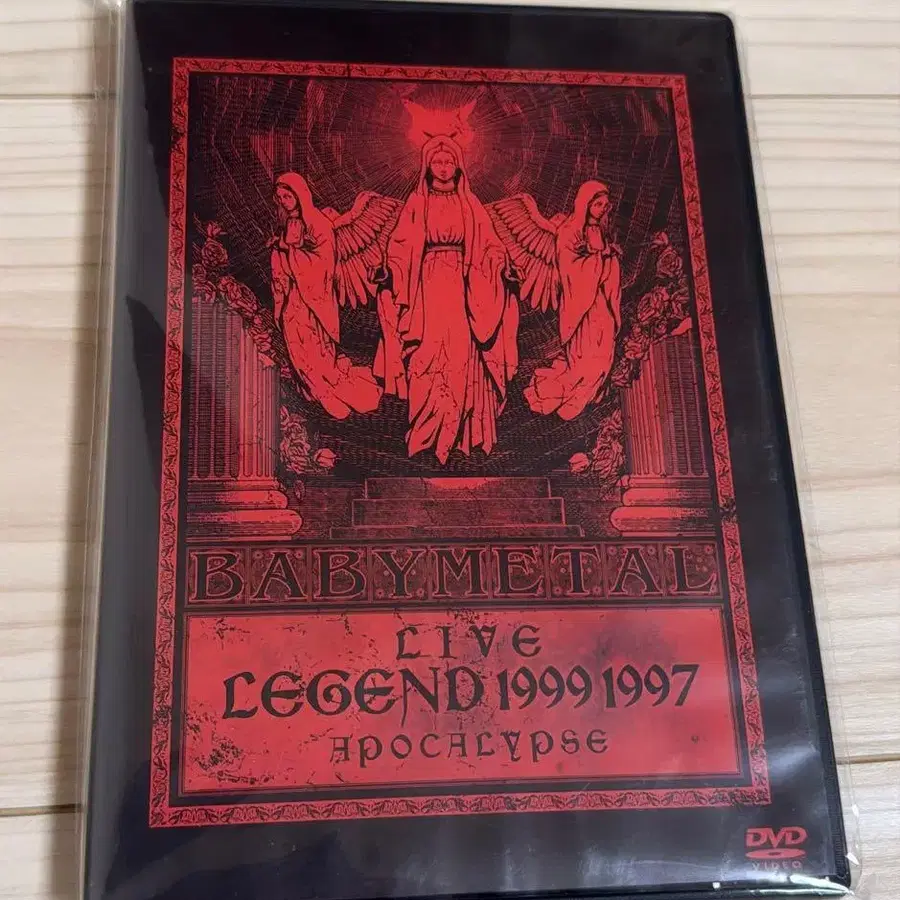 BABYMETAL
LIVE
LEGEND 1999 1997
APOCALYPSE
DVD
VIDEO